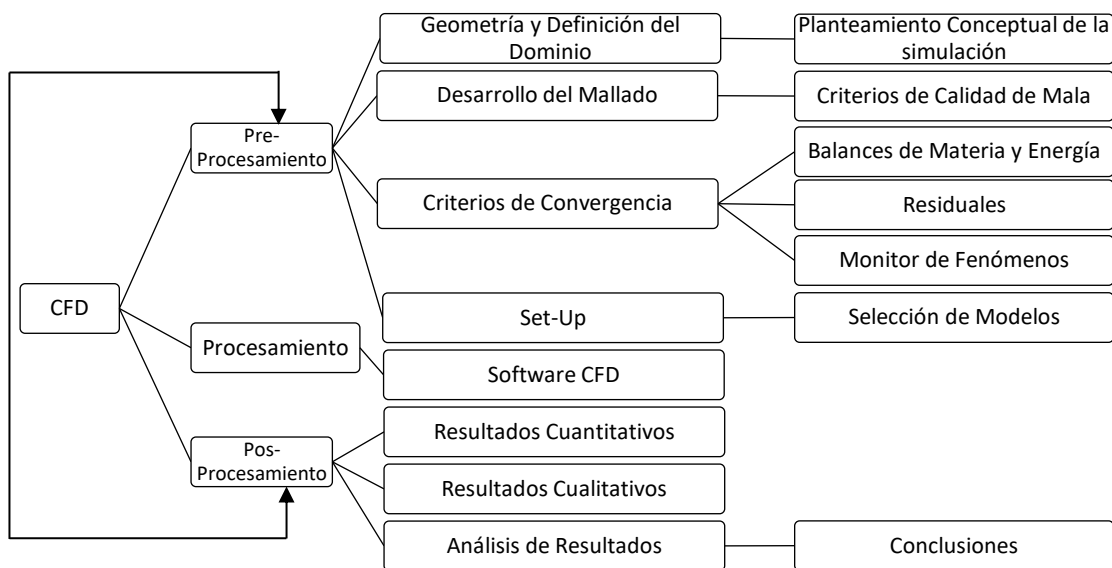 Geometría y Definición del
Dominio
Planteamiento Conceptual de la
simulación
Desarrollo del Mallado
Criterios de Calidad de Mala
Pre-
Procesamiento
Balances de Materia y Energía
Criterios de Convergencia
Residuales
Monitor de Fenómenos
CFD
Set-Up
Selección de Modelos
Procesamiento
Software CFD
Resultados Cuantitativos
Pos-
Procesamiento
Resultados Cualitativos
Análisis de Resultados
Conclusiones